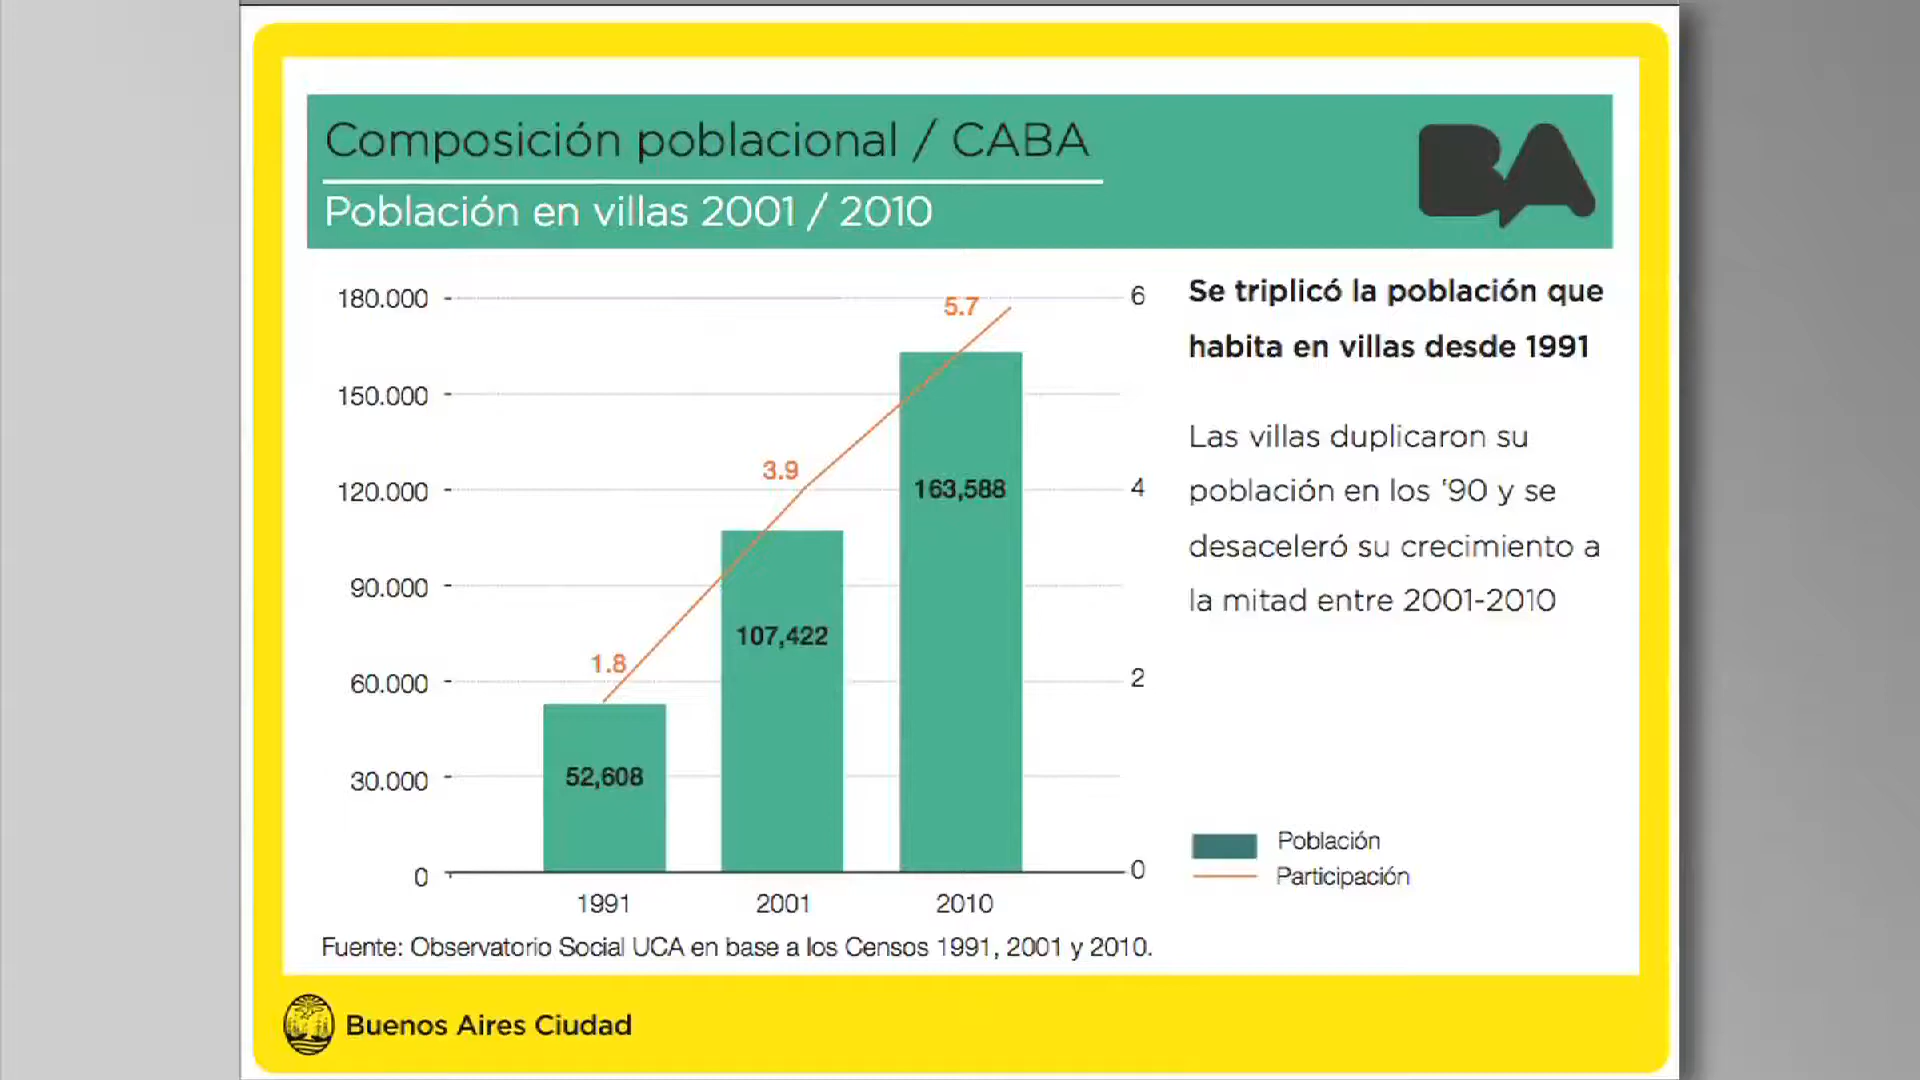 Composición poblacional / CABA
Población en villas 2001 / 2010
BA
180.000
150.000
120.000
90.000
60.000
30.000
0
6
4
2
0
1.8
3.9
5.7
52,608
107,422
163,588
1991
2001
2010
Se triplicó la población que
habita en villas desde 1991
Las villas duplicaron su
población en los ‘90 y se
desaceleró su crecimiento a
la mitad entre 2001-2010
Población
Participación
Fuente: Observatorio Social UCA en base a los Censos 1991, 2001 y 2010.
Buenos Aires Ciudad